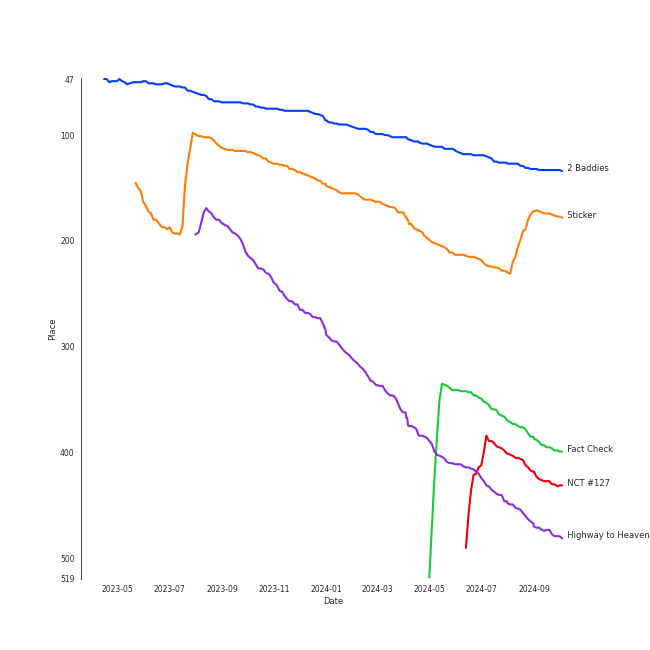 47
100
200
300
400
500
519
Place
2023-05 2023-07 2023-09 2023-11 2024-01 2024-03 2024-05 2024-07 2024-09
Date
2 Baddies
Sticker
Fact Check
NCT #127
Highway to Heaven